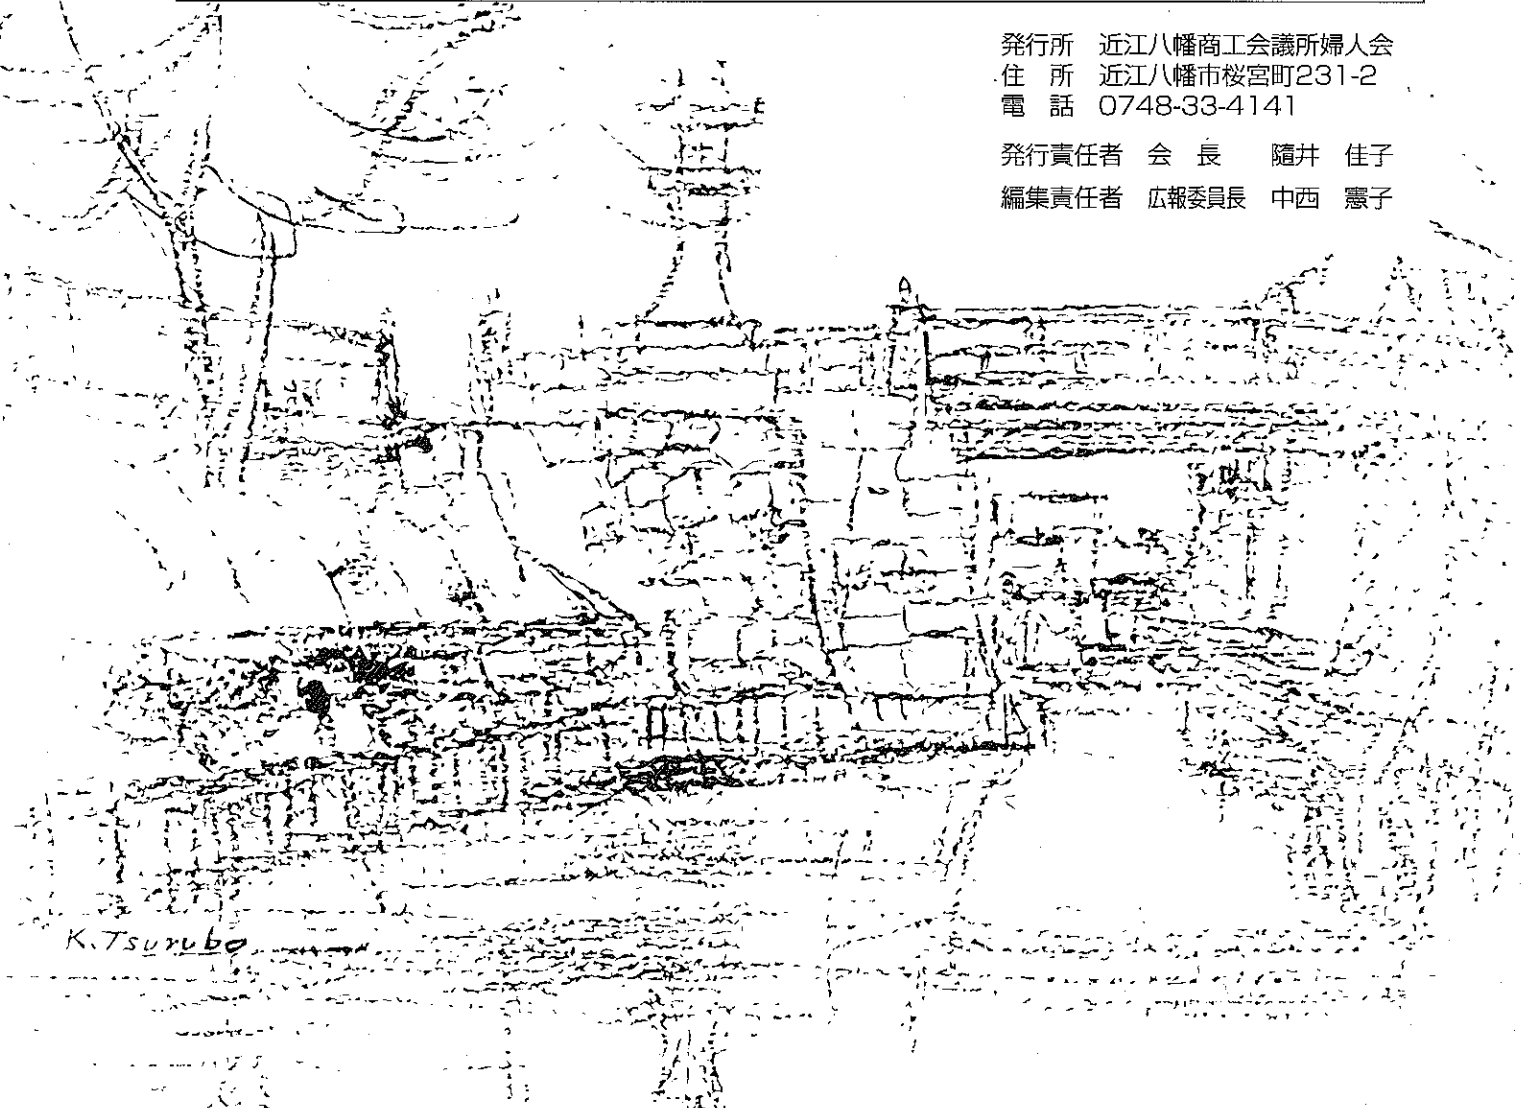 発行所 近江八幡商工会議所婦人会
住 所 近江八幡市桜宮町231-2
電 話 0748-33-4141
発行責任者 会 長 隨井 佳子
編集責任者 広報委員長 中西 憲子
K.Tsurubo